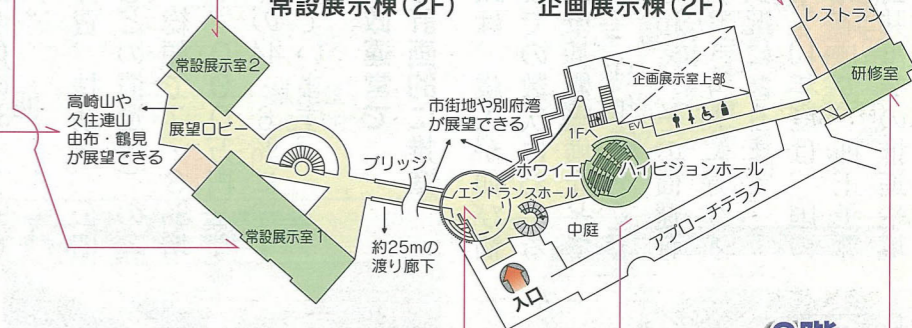 常設展示棟(2F)
企画展示棟(2F)
レストラン
研修室
常設展示室2
企画展示室上部
高崎山や
久住連山
由布・鶴見
が展望できる
展望ロビー
市街地や別府湾
が展望できる
1Fへ
EV
ブリッジ
ホワイエ
ハイビジョンホール
エントランスホール
常設展示室1
約25mの
渡り廊下
中庭
アプローチテラス
入口